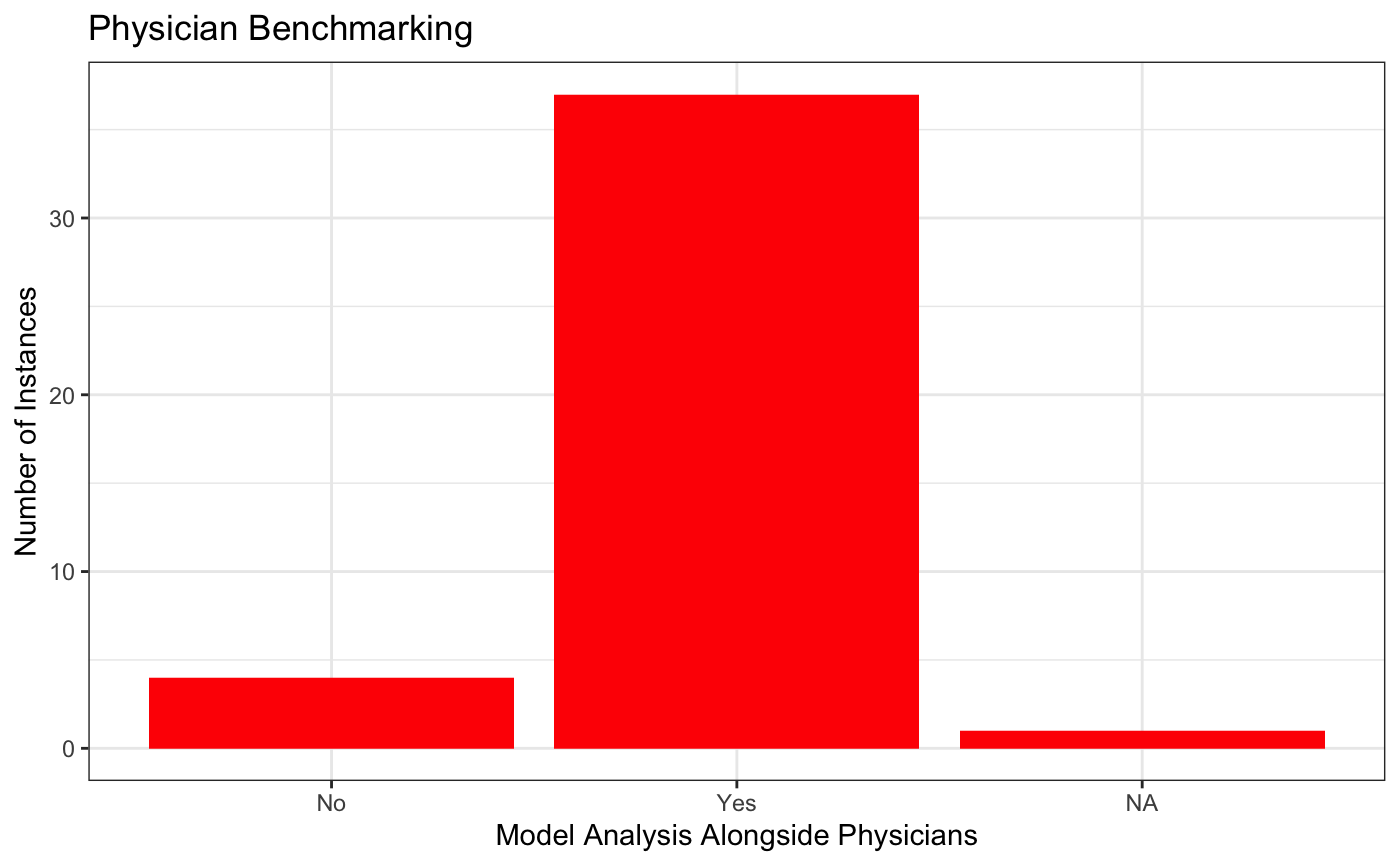 Physician Benchmarking
Number of Instances
30
20
10
0
No Yes NA
Model Analysis Alongside Physicians